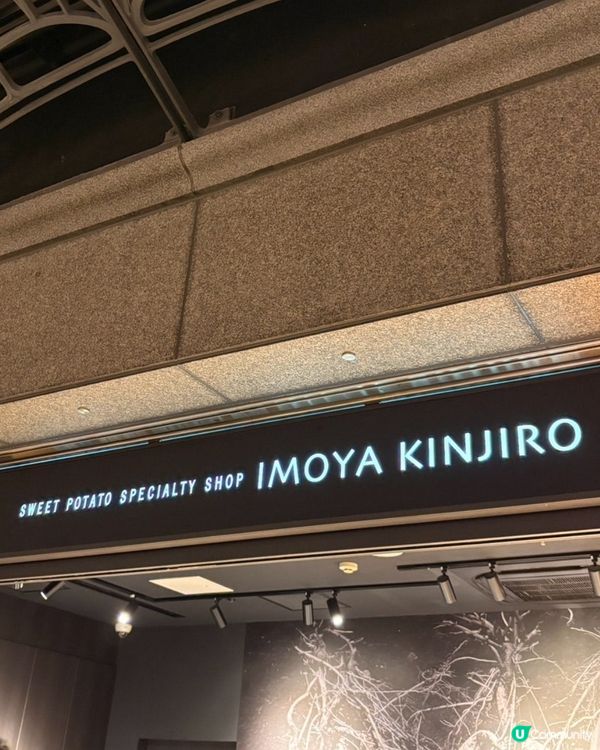 SWEET POTATO SPECIALTY SHOP IMOYA KINJIRO
U Community